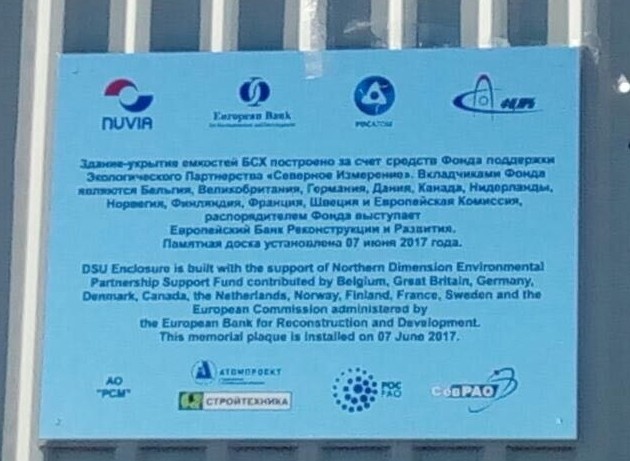 NUVIA
European Bank
for Reconstruction and Development
РОСАТОМ
ФЦЯРБ
Здание-укрытие емкостей БСХ построено за счет средств Фонда поддержки
Экологического Партнерства «Северное Измерение». Вкладчиками Фонда
являются Бельгия, Великобритания, Германия, Дания, Канада, Нидерланды,
Норвегия, Финляндия, Франция, Швеция и Европейская Комиссия,
распорядителем Фонда выступает
Европейский Банк Реконструкции и Развития.
Памятная доска установлена 07 июня 2017 года.
DSU Enclosure is built with the support of Northern Dimension Environmental
Partnership Support Fund contributed by Belgium, Great Britain, Germany,
Denmark, Canada, the Netherlands, Norway, Finland, France, Sweden and the
European Commission administered by
the European Bank for Reconstruction and Development.
This memorial plaque is installed on 07 June 2017.
АО
"РСМ"
АТОМПРОЕКТ
СТРОЙТЕХНИКА
РОС
РАО
СевРАО